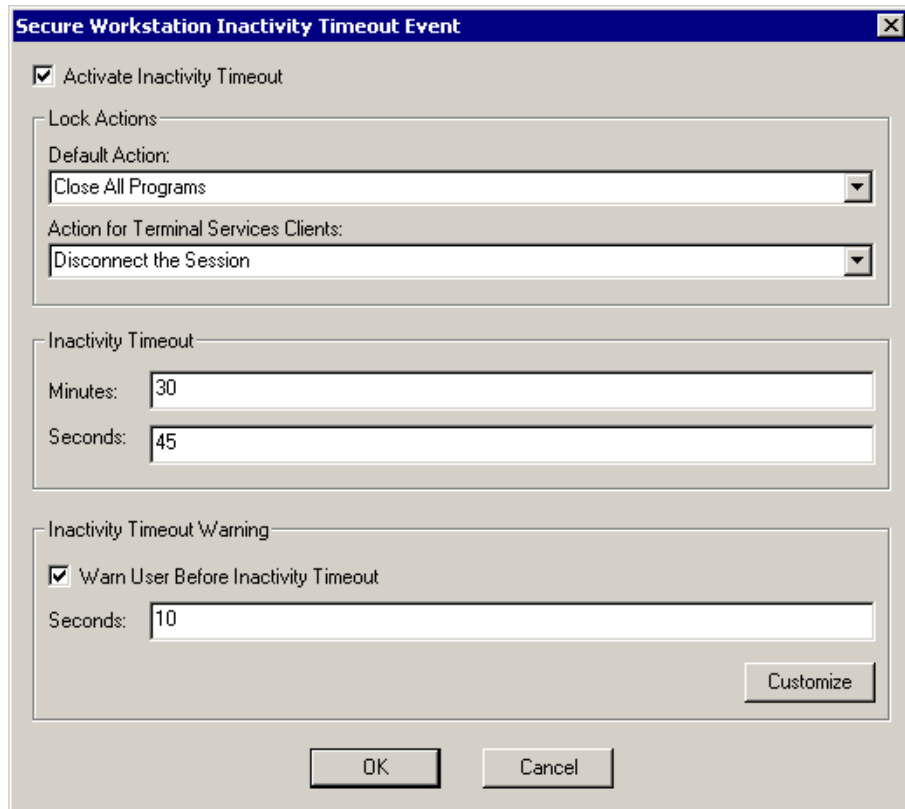 Secure Workstation Inactivity Timeout Event
Activate Inactivity Timeout
Lock Actions
Default Action:
Close All Programs
Action for Terminal Services Clients:
Disconnect the Session
Inactivity Timeout
Minutes: 30
Seconds: 45
Inactivity Timeout Warning
Warn User Before Inactivity Timeout
Seconds: 10
Customize
OK Cancel